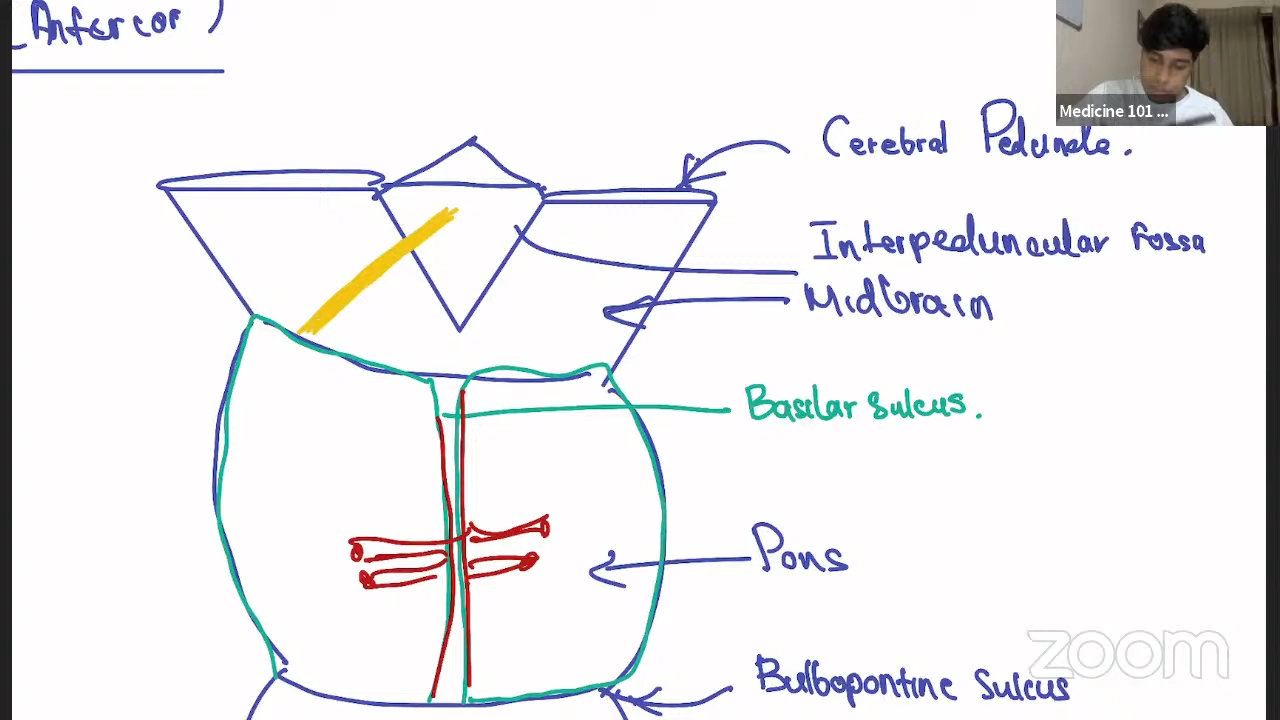 Anterior )
Medicine 101 ...
Cerebral Peduncle.
Interpeduncular Fossa
Midbrain
Basilar Sulcus.
Pons
zoom
Bulbopontine Sulcus